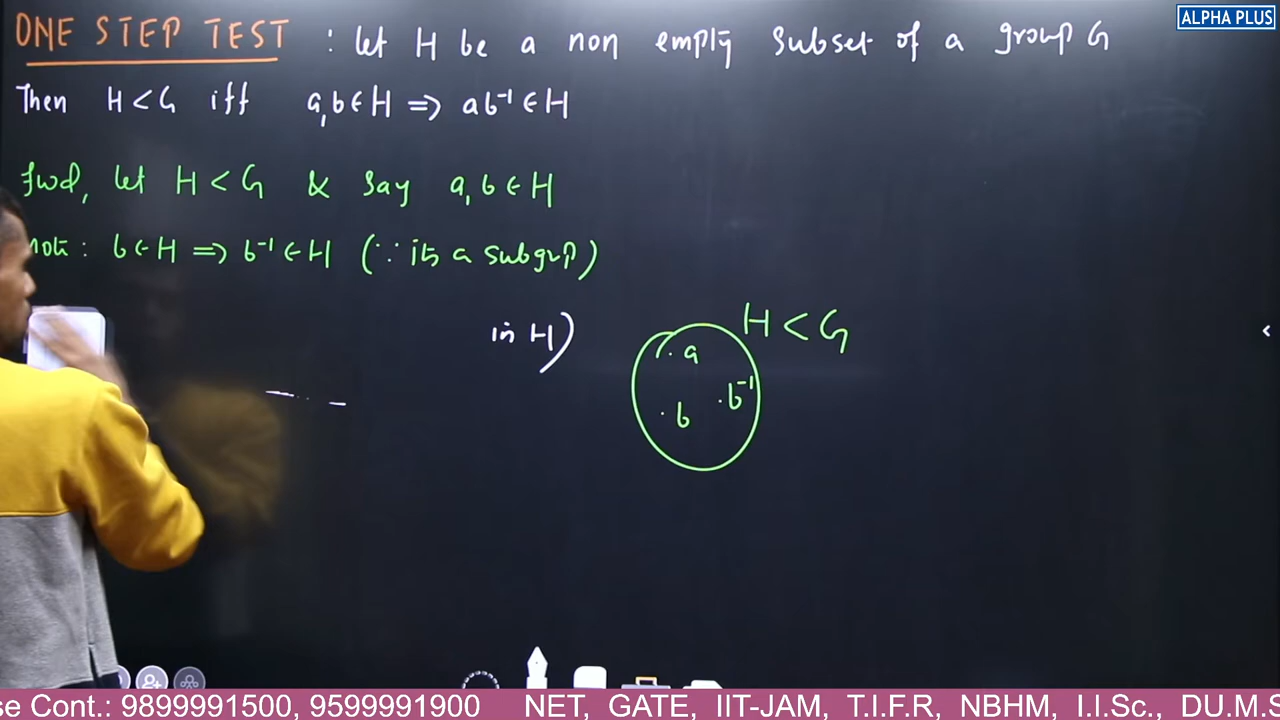 ALPHA PLUS
ONE STEP TEST : Let H be a non empty subset of a group G
Then H < G iff a,b ∈ H => ab⁻¹ ∈ H
fwd, let H < G & say a, b ∈ H
note : b ∈ H => b⁻¹ ∈ H (∵ its a subgrp)
in H)
H < G
. a
. b⁻¹
. b
se Cont.: 9899991500, 9599991900 NET, GATE, IIT-JAM, T.I.F.R, NBHM, I.I.Sc., DU.M.S